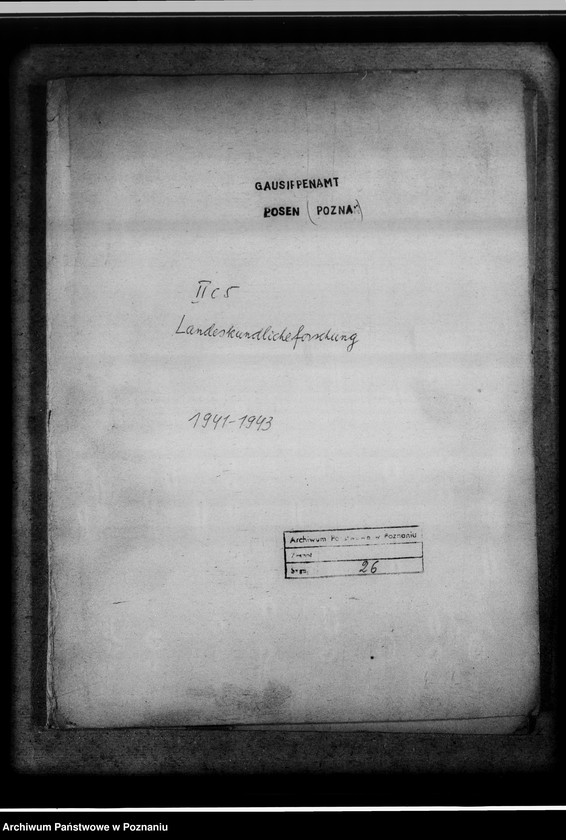 GAUSIPPENAMT
POSEN (POZNAŃ)
II c 5
Landeskundlicheforschung
1941-1943
Archiwum Państwowe w Poznaniu
26
Archiwum Państwowe w Poznaniu